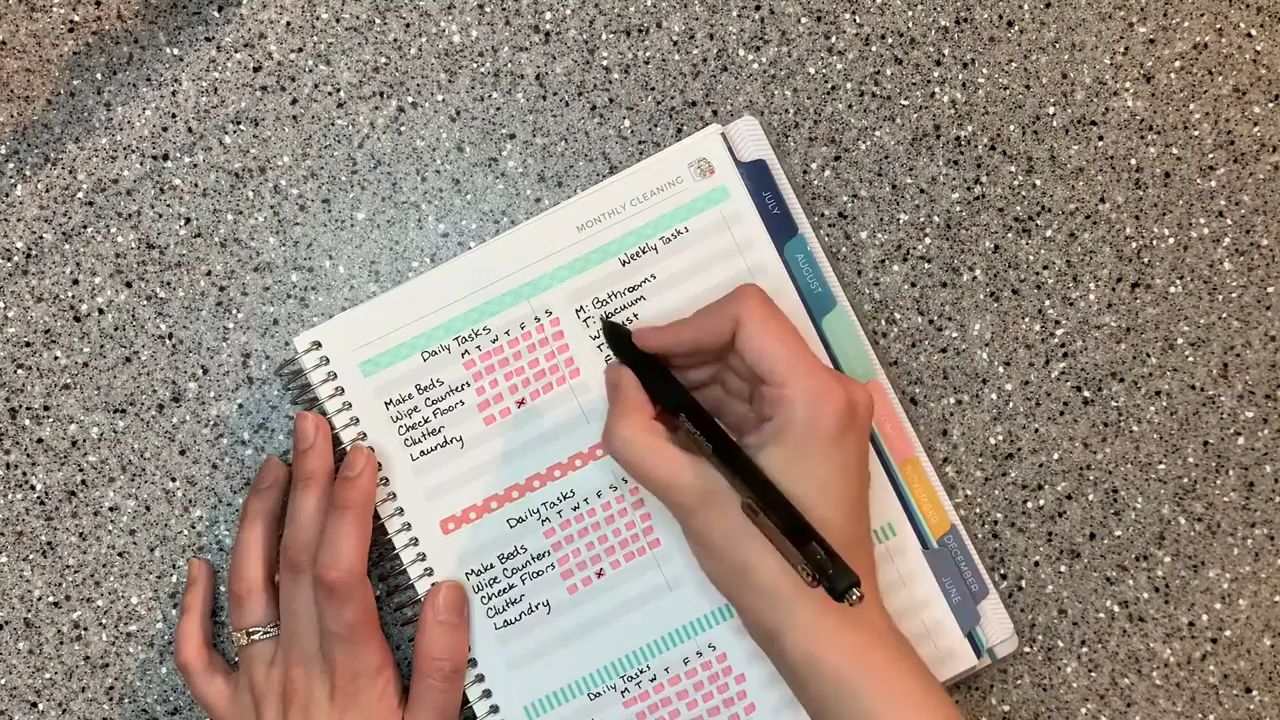 MONTHLY CLEANING
Weekly Tasks
M: Bathrooms
T: Vacuum
W:
T:
Daily Tasks
M T W T F S S
Make Beds
Wipe Counters
Check Floors
Clutter
Laundry
Daily Tasks
M T W T F S S
Make Beds
Wipe Counters
Check Floors
Clutter
Laundry
Daily Tasks
M T W T F S S
JULY
AUGUST
NOVEMBER
DECEMBER
JUNE